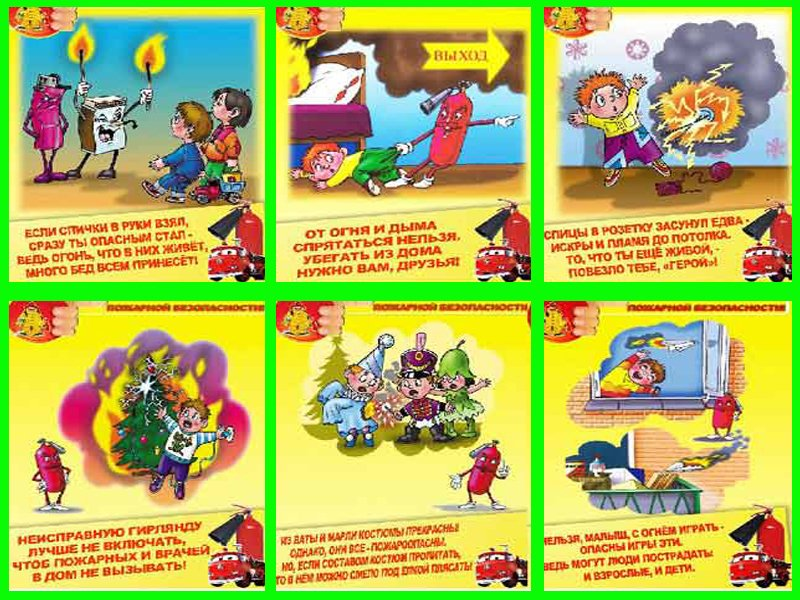 ЕСЛИ СПИЧКИ В РУКИ ВЗЯЛ,
СРАЗУ ТЫ ОПАСНЫМ СТАЛ -
ВЕДЬ ОГОНЬ, ЧТО В НИХ ЖИВЁТ,
МНОГО БЕД ВСЕМ ПРИНЕСЁТ!
ВЫХОД
ОТ ОГНЯ И ДЫМА
СПРЯТАТЬСЯ НЕЛЬЗЯ.
УБЕГАТЬ ИЗ ДОМА
НУЖНО ВАМ, ДРУЗЬЯ!
СПИЦЫ В РОЗЕТКУ ЗАСУНУЛ ЕДВА -
ИСКРЫ И ПЛАМЯ ДО ПОТОЛКА.
ТО, ЧТО ТЫ ЕЩЁ ЖИВОЙ, -
ПОВЕЗЛО ТЕБЕ, «ГЕРОЙ»!
ПОЖАРНОЙ БЕЗОПАСНОСТИ
НЕИСПРАВНУЮ ГИРЛЯНДУ
ЛУЧШЕ НЕ ВКЛЮЧАТЬ,
ЧТОБ ПОЖАРНЫХ И ВРАЧЕЙ
В ДОМ НЕ ВЫЗЫВАТЬ!
ПОЖАРНОЙ БЕЗОПАСНОСТИ
ИЗ ВАТЫ И МАРЛИ КОСТЮМЫ ПРЕКРАСНЫ!
ОДНАКО, ОНИ ВСЕ - ПОЖАРООПАСНЫ.
НО, ЕСЛИ СОСТАВОМ КОСТЮМ ПРОПИТАТЬ,
ТО В НЁМ МОЖНО СМЕЛО ПОД ЁЛКОЙ ПЛЯСАТЬ!
ПОЖАРНОЙ БЕЗОПАСНОСТИ
НЕЛЬЗЯ, МАЛЫШ, С ОГНЁМ ИГРАТЬ -
ОПАСНЫ ИГРЫ ЭТИ.
ВЕДЬ МОГУТ ЛЮДИ ПОСТРАДАТЬ
И ВЗРОСЛЫЕ, И ДЕТИ.